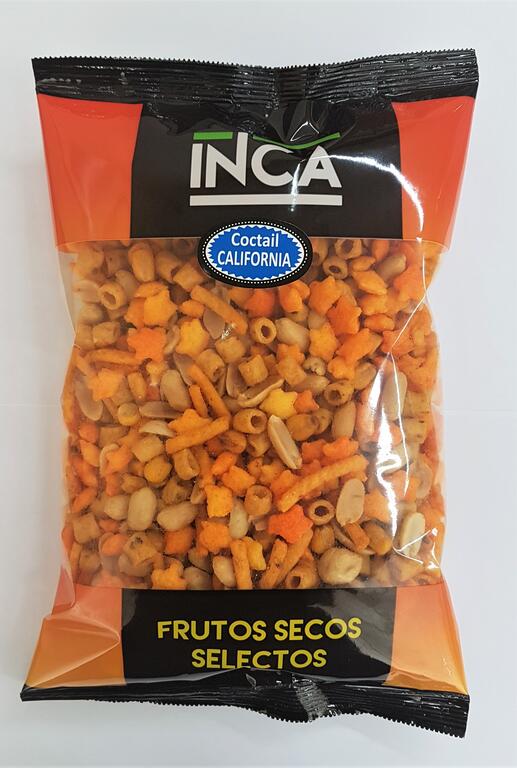 INCA
Coctail
CALIFORNIA
FRUTOS SECOS
SELECTOS